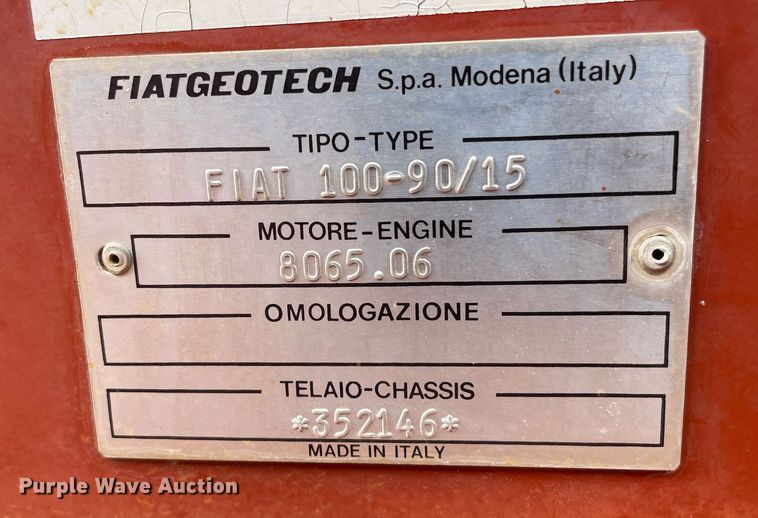 FIATGEOTECH S.p.a. Modena (Italy)
TIPO-TYPE
FIAT 100-90/15
MOTORE-ENGINE
8065.06
OMOLOGAZIONE
TELAIO-CHASSIS
*352146*
MADE IN ITALY
Purple Wave Auction